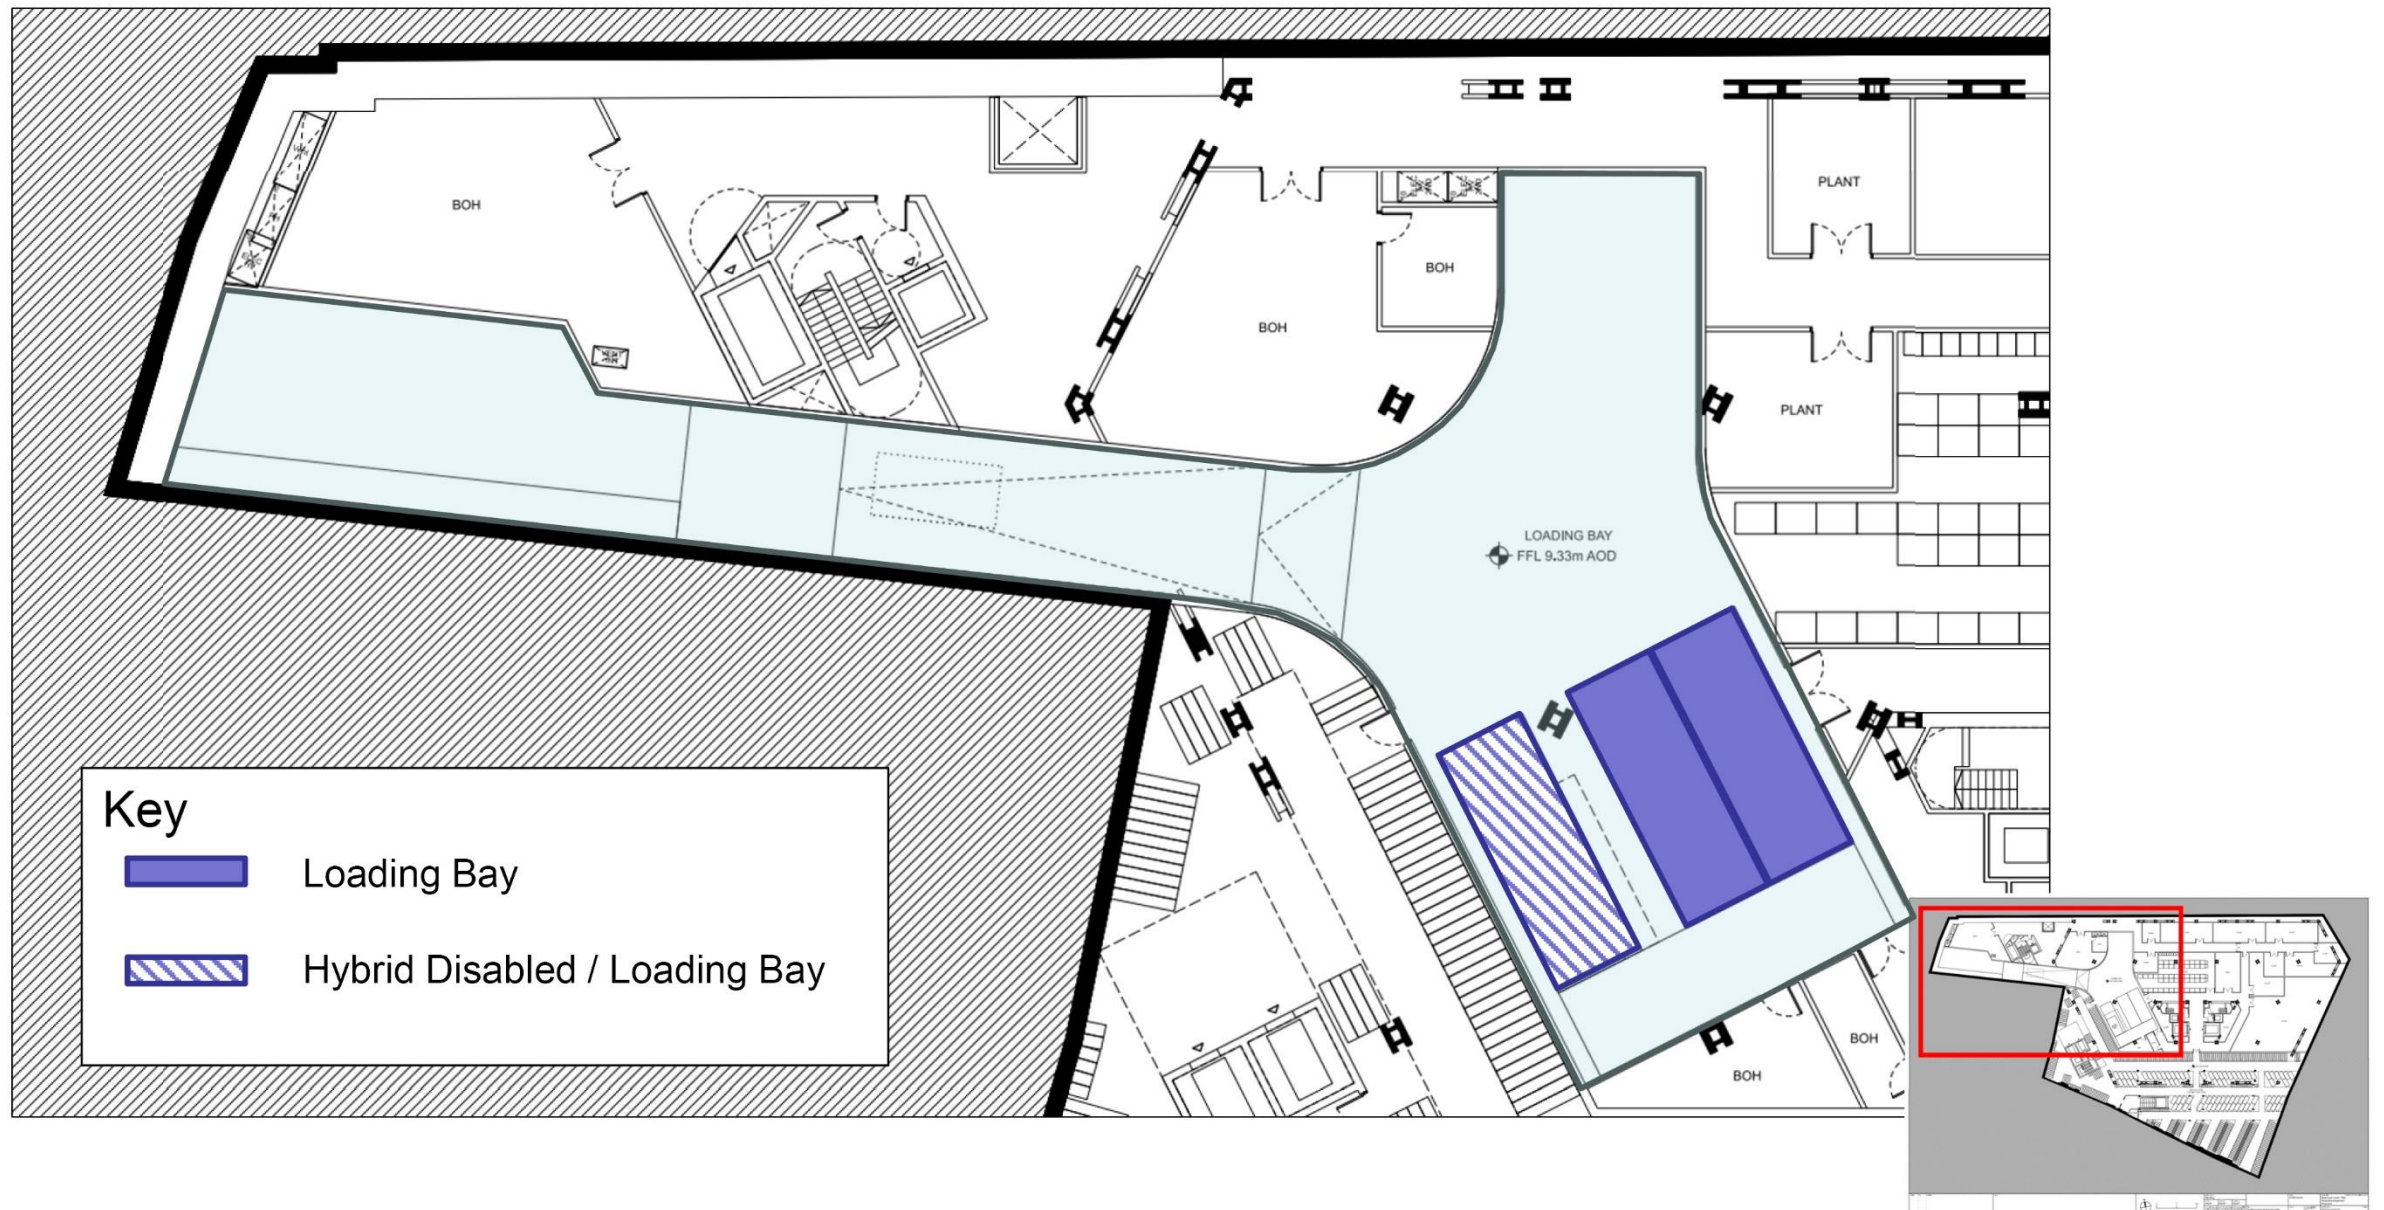 PLANT
BOH
BOH
BOH
PLANT
LOADING BAY
FFL 9.33m AOD
Key
Loading Bay
Hybrid Disabled / Loading Bay
BOH
BOH